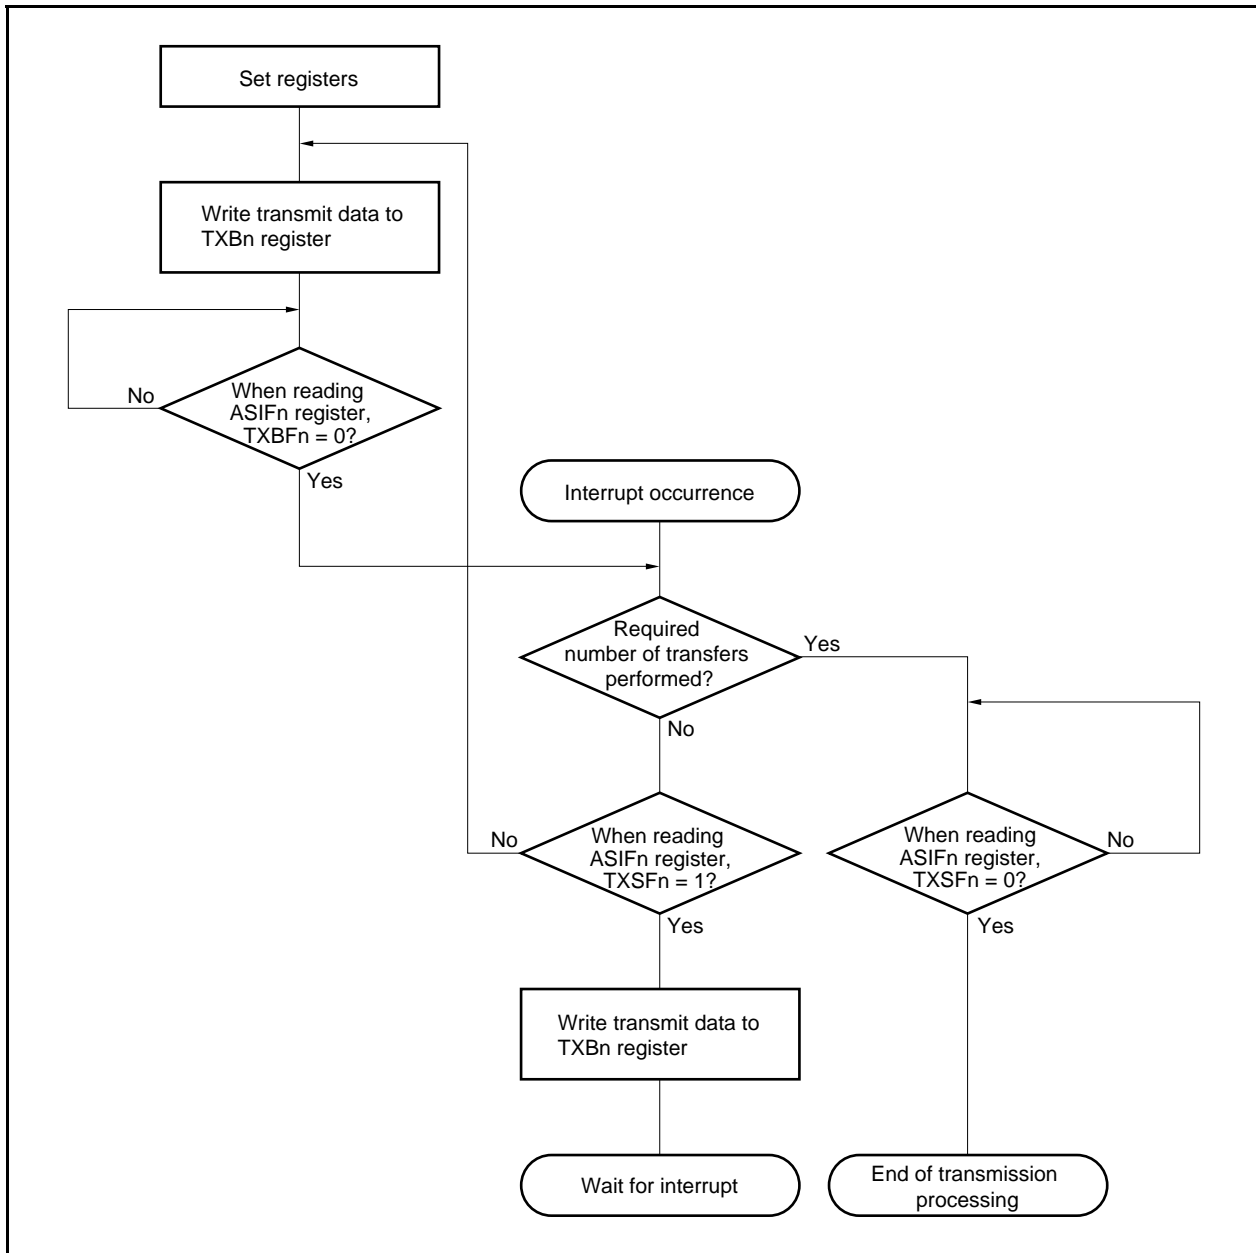 Set registers
Write transmit data to
TXBn register
No
When reading
ASIFn register,
TXBFn = 0?
Yes
Interrupt occurrence
Required
number of transfers
performed?
Yes
No
No
When reading
ASIFn register,
TXSFn = 1?
Yes
When reading
ASIFn register,
TXSFn = 0?
No
Yes
Write transmit data to
TXBn register
Wait for interrupt
End of transmission
processing